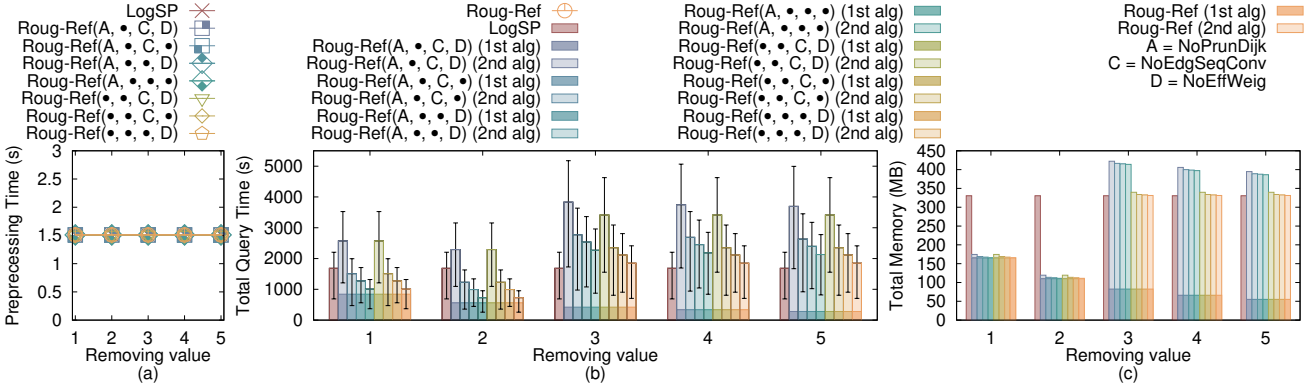 LogSP
Roug-Ref(A, •, C, D)
Roug-Ref(A, •, C, •)
Roug-Ref(A, •, •, D)
Roug-Ref(A, •, •, •)
Roug-Ref(•, •, C, D)
Roug-Ref(•, •, C, •)
Roug-Ref(•, •, •, D)
Roug-Ref
LogSP
Roug-Ref(A, •, C, D) (1st alg)
Roug-Ref(A, •, C, D) (2nd alg)
Roug-Ref(A, •, C, •) (1st alg)
Roug-Ref(A, •, C, •) (2nd alg)
Roug-Ref(A, •, •, D) (1st alg)
Roug-Ref(A, •, •, D) (2nd alg)
Roug-Ref(A, •, •, •) (1st alg)
Roug-Ref(A, •, •, •) (2nd alg)
Roug-Ref(•, •, C, D) (1st alg)
Roug-Ref(•, •, C, D) (2nd alg)
Roug-Ref(•, •, C, •) (1st alg)
Roug-Ref(•, •, C, •) (2nd alg)
Roug-Ref(•, •, •, D) (1st alg)
Roug-Ref(•, •, •, D) (2nd alg)
Roug-Ref (1st alg)
Roug-Ref (2nd alg)
A = NoPrunDijk
C = NoEdgSeqConv
D = NoEffWeig
Preprecessing Time (s)
3
2.5
2
1.5
1
0.5
0
1 2 3 4 5
Removing value
(a)
Total Query Time (s)
5000
4000
3000
2000
1000
0
1 2 3 4 5
Removing value
(b)
Total Memory (MB)
450
400
350
300
250
200
150
100
50
0
1 2 3 4 5
Removing value
(c)